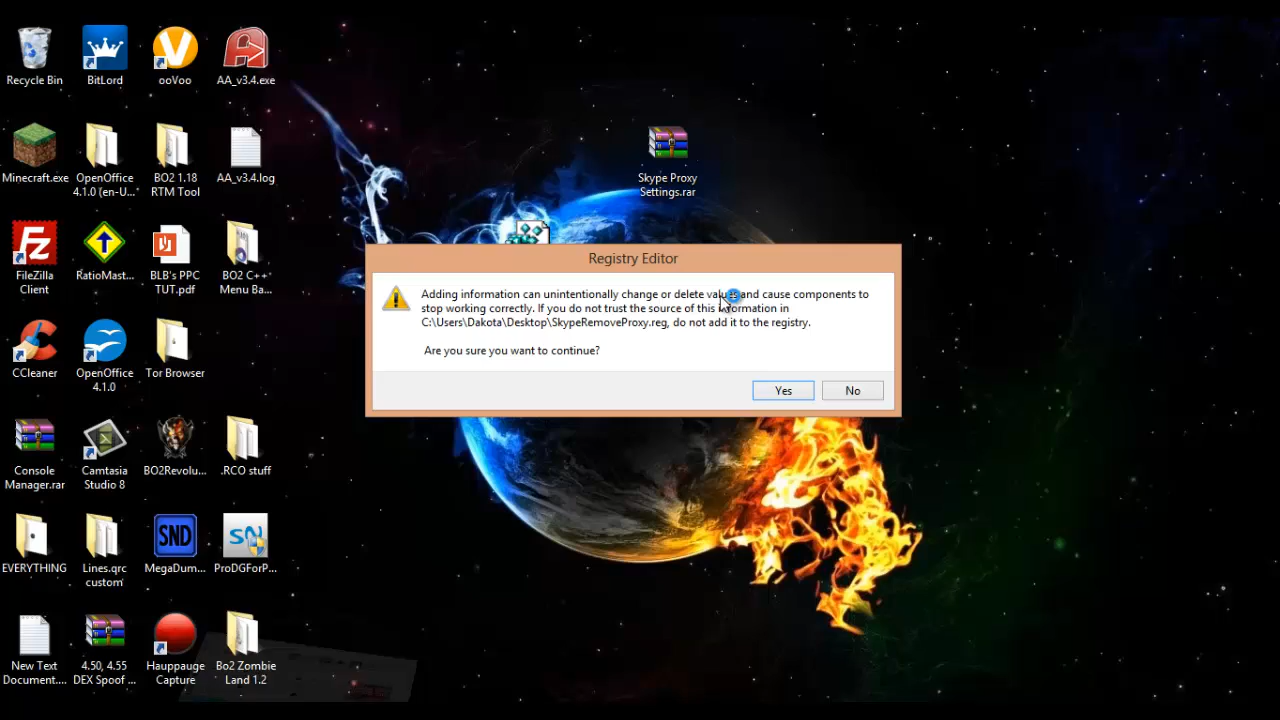 Recycle Bin
BitLord
ooVoo
AA_v3.4.exe
Minecraft.exe
OpenOffice
4.1.0 (en-U...
BO2 1.18
RTM Tool
AA_v3.4.log
Skype Proxy
Settings.rar
FileZilla
Client
RatioMast...
BLB's PPC
TUT.pdf
BO2 C++
Menu Ba...
Registry Editor
Adding information can unintentionally change or delete values and cause components to
stop working correctly. If you do not trust the source of this information in
C:\Users\Dakota\Desktop\SkypeRemoveProxy.reg, do not add it to the registry.
Are you sure you want to continue?
Yes
No
CCleaner
OpenOffice
4.1.0
Tor Browser
Console
Manager.rar
Camtasia
Studio 8
BO2Revolu...
.RCO stuff
EVERYTHING
Lines.qrc
custom
SND
MegaDum...
SN
ProDGForP...
New Text
Document....
4.50, 4.55
DEX Spoof ...
Hauppauge
Capture
Bo2 Zombie
Land 1.2